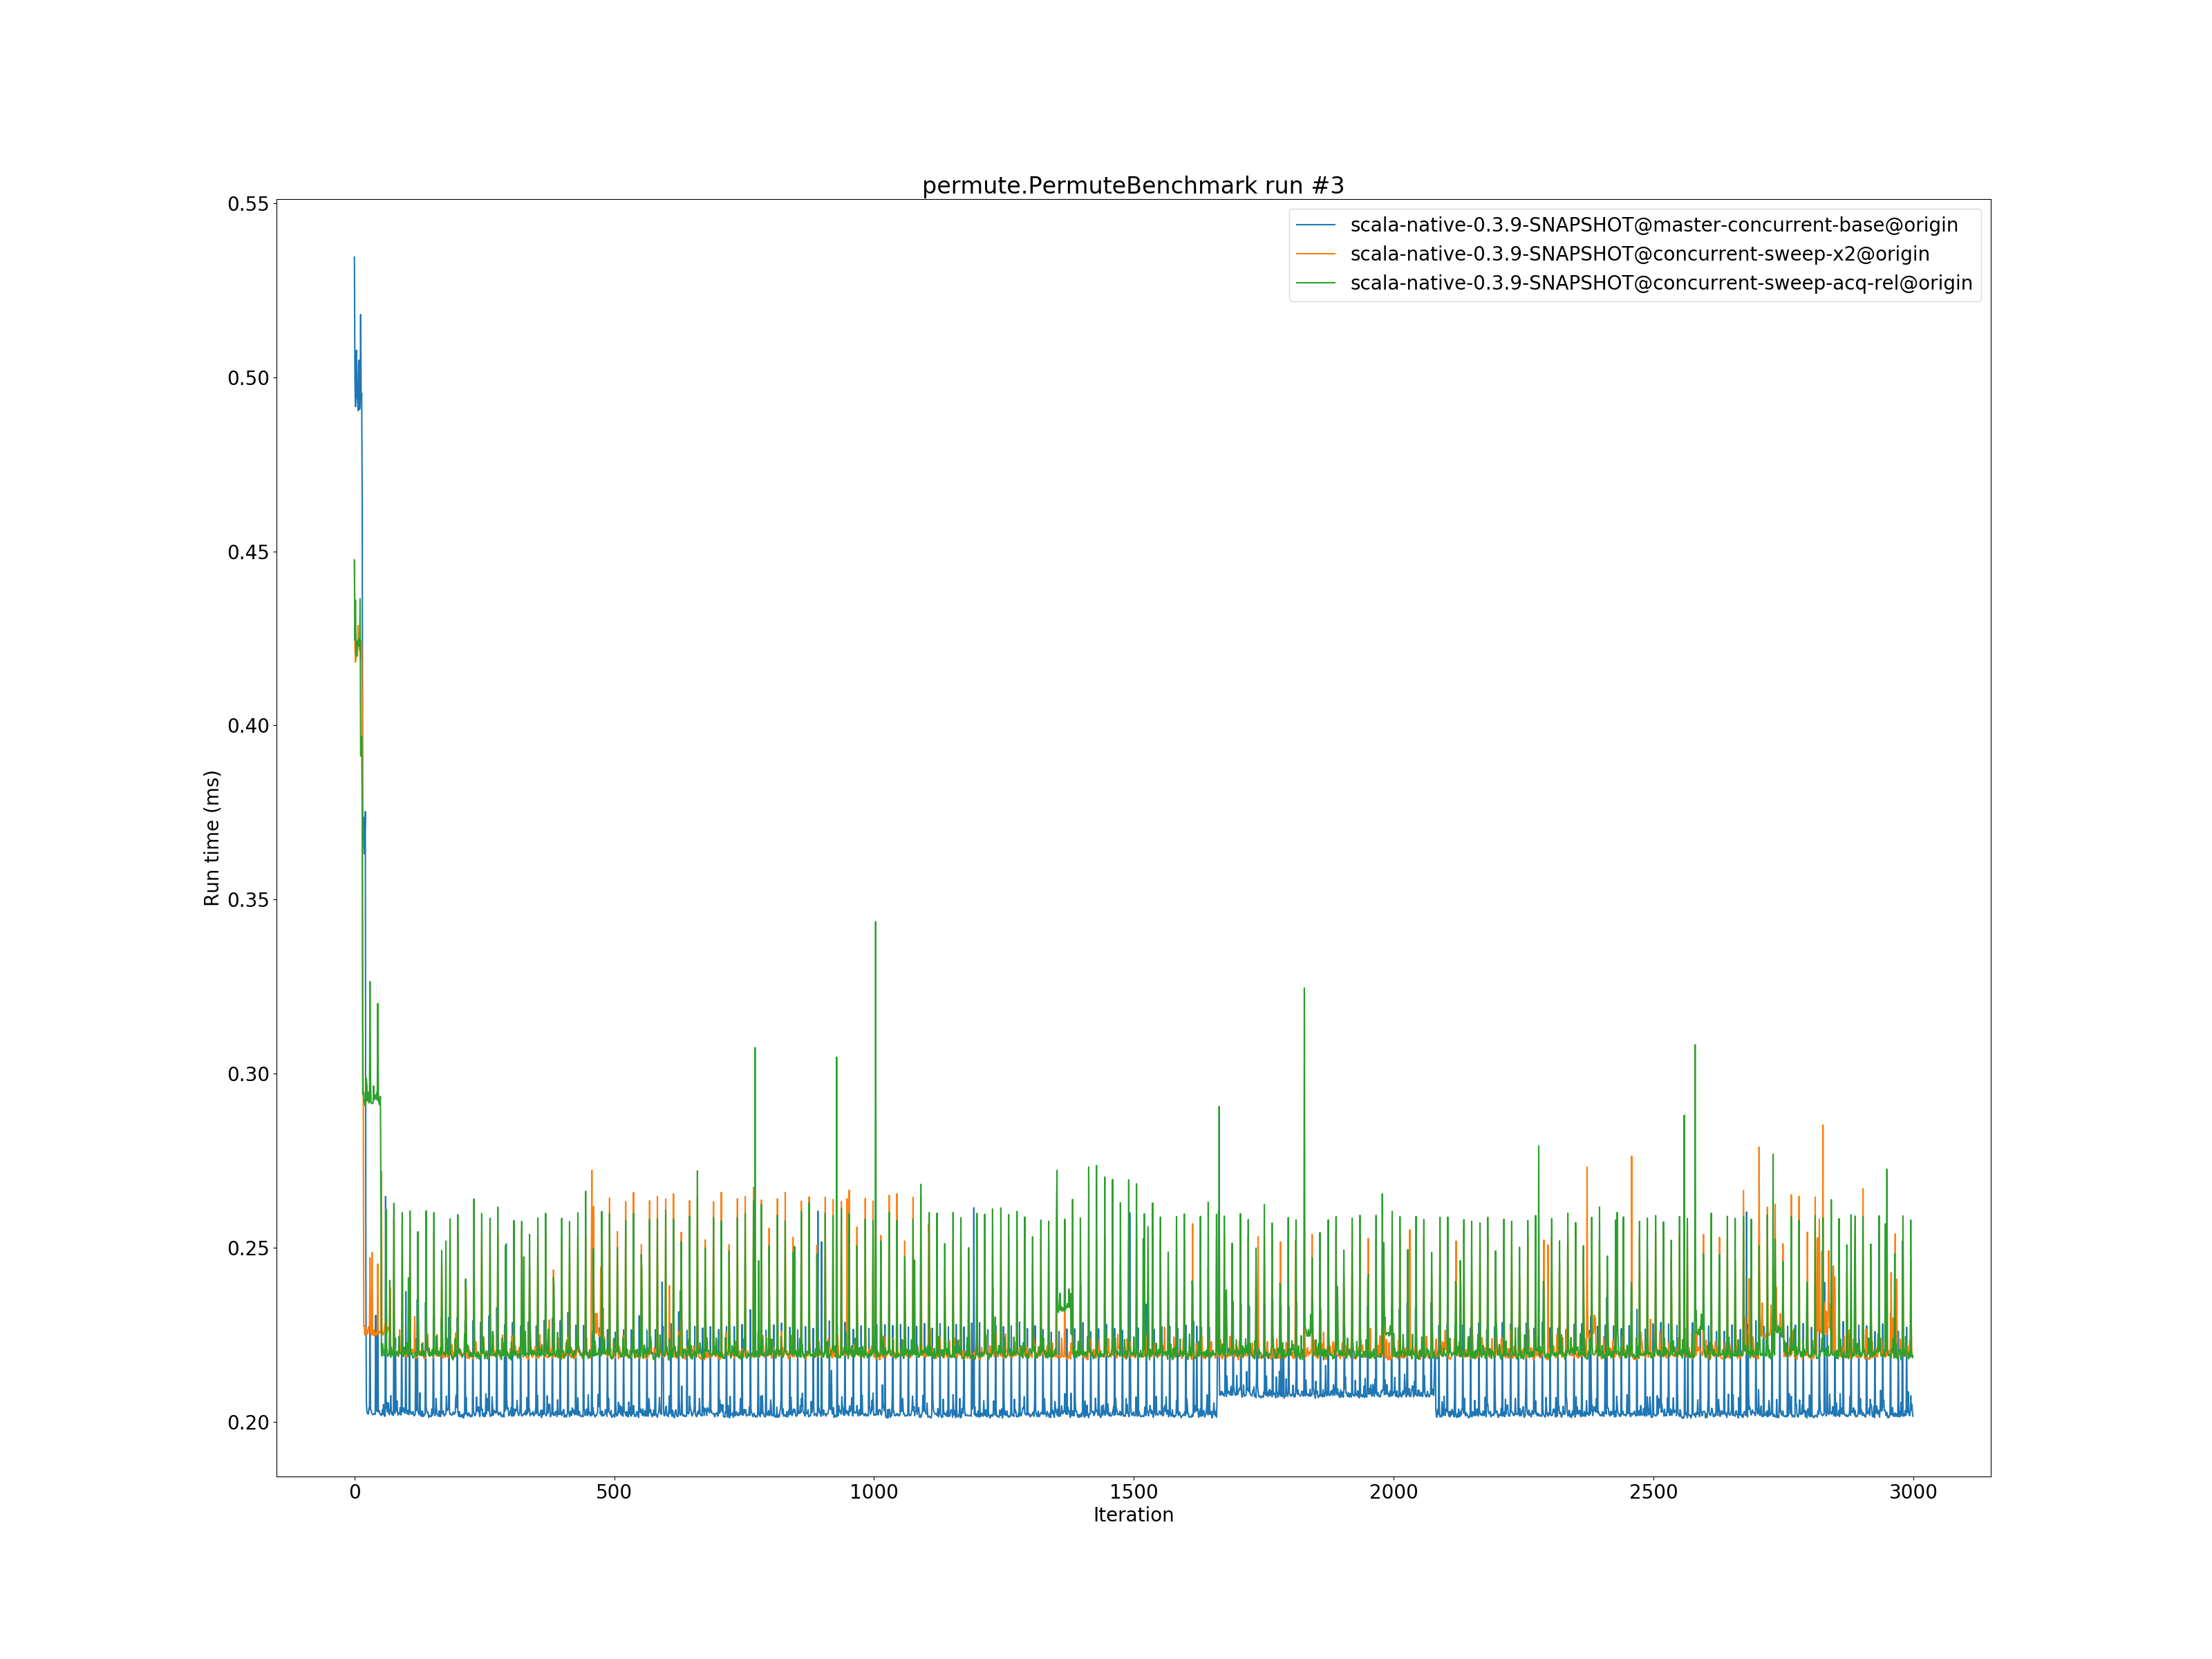 permute.PermuteBenchmark run #3
scala-native-0.3.9-SNAPSHOT@master-concurrent-base@origin
scala-native-0.3.9-SNAPSHOT@concurrent-sweep-x2@origin
scala-native-0.3.9-SNAPSHOT@concurrent-sweep-acq-rel@origin
Run time (ms)
0.55
0.50
0.45
0.40
0.35
0.30
0.25
0.20
0 500 1000 1500 2000 2500 3000
Iteration